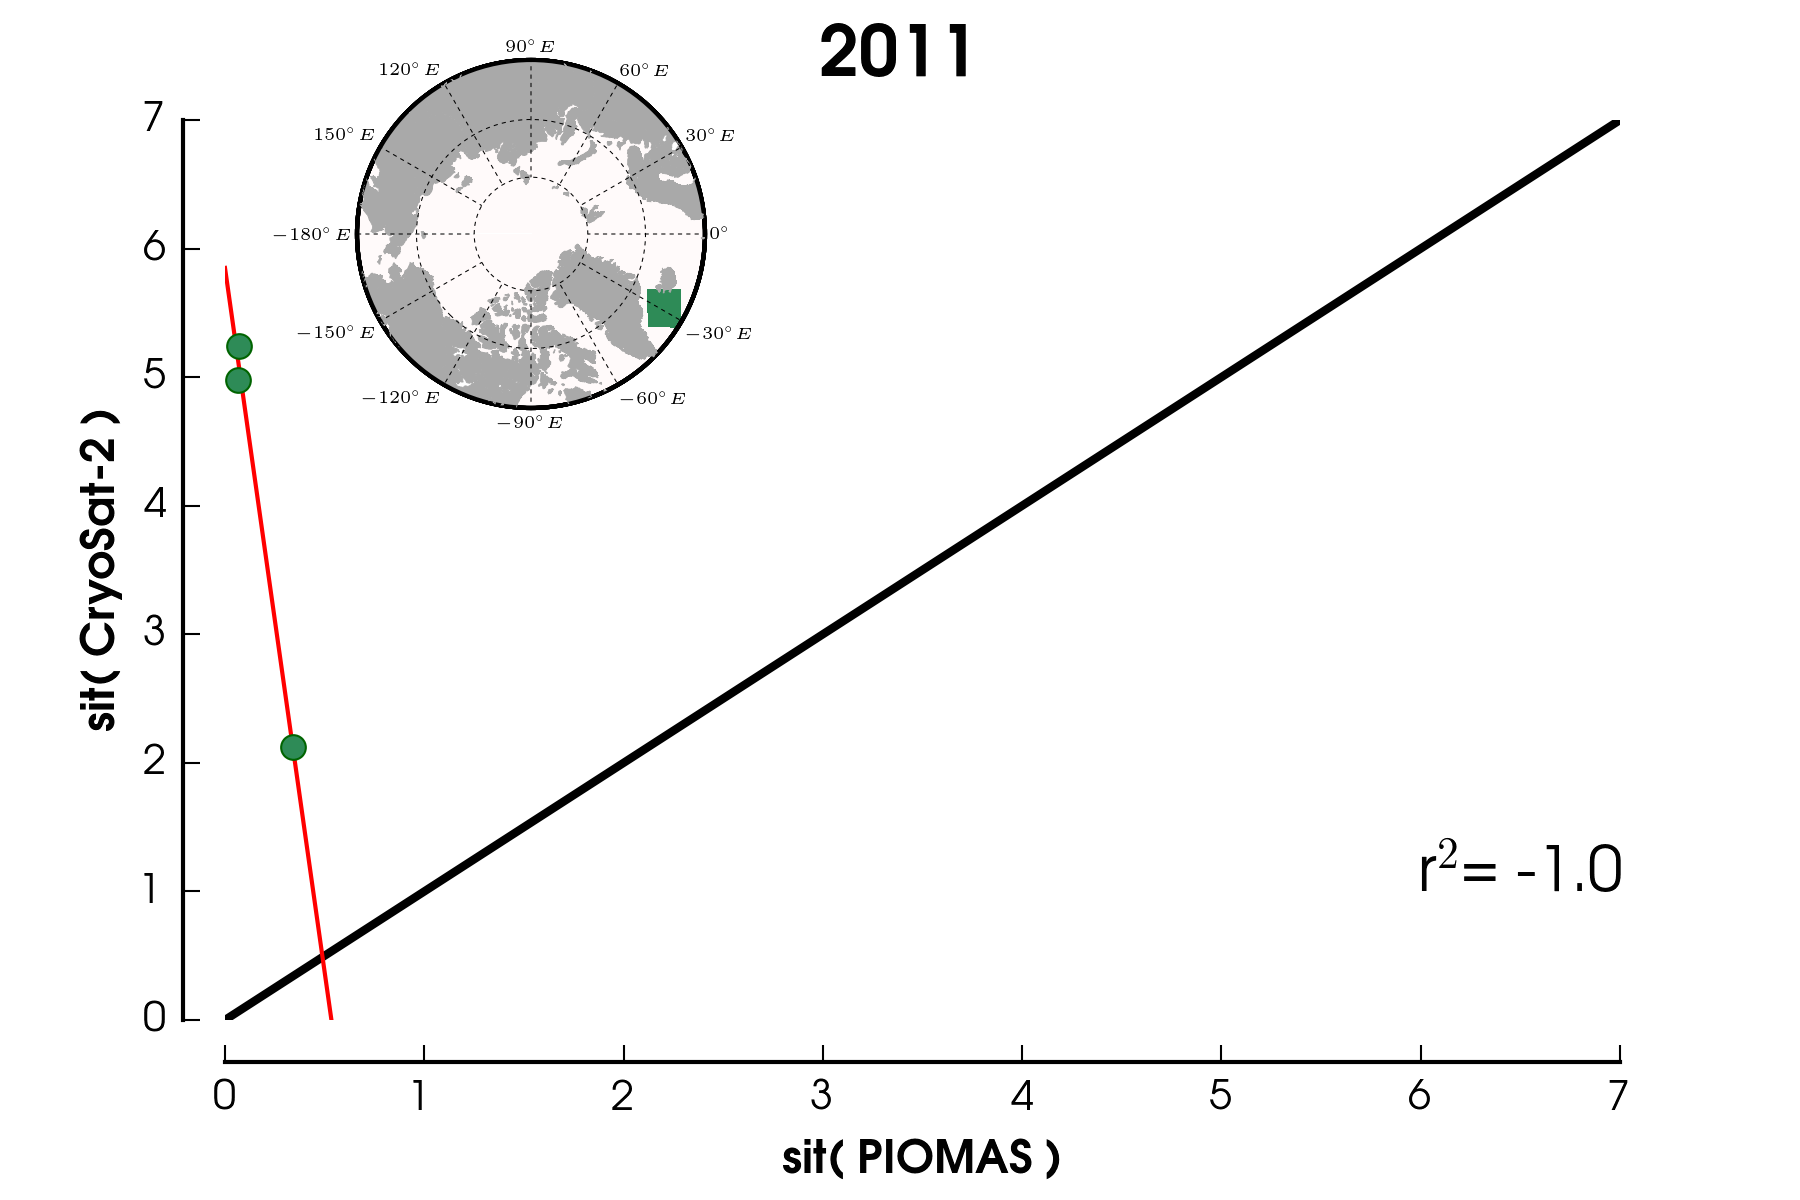 2011
90° E
120° E
60° E
150° E
30° E
−180° E
0°
−150° E
−30° E
−120° E
−60° E
−90° E
7
6
5
4
3
2
1
0
sit( CryoSat-2 )
r²= -1.0
0 1 2 3 4 5 6 7
sit( PIOMAS )